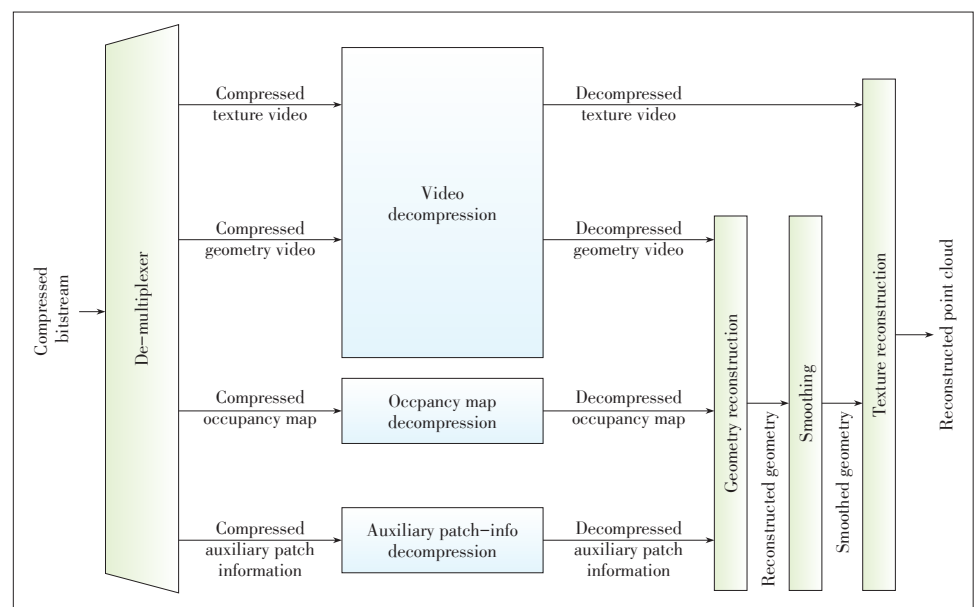 Compressed
bitstream
De-multiplexer
Compressed
texture video
Compressed
geometry video
Compressed
occupancy map
Compressed
auxiliary patch
information
Video
decompression
Occpancy map
decompression
Auxiliary patch-info
decompression
Decompressed
texture video
Decompressed
geometry video
Decompressed
occupancy map
Decompressed
auxiliary patch
information
Geometry reconstruction
Reconstructed geometry
Smoothing
Smoothed geometry
Texture reconstruction
Reconstructed point cloud